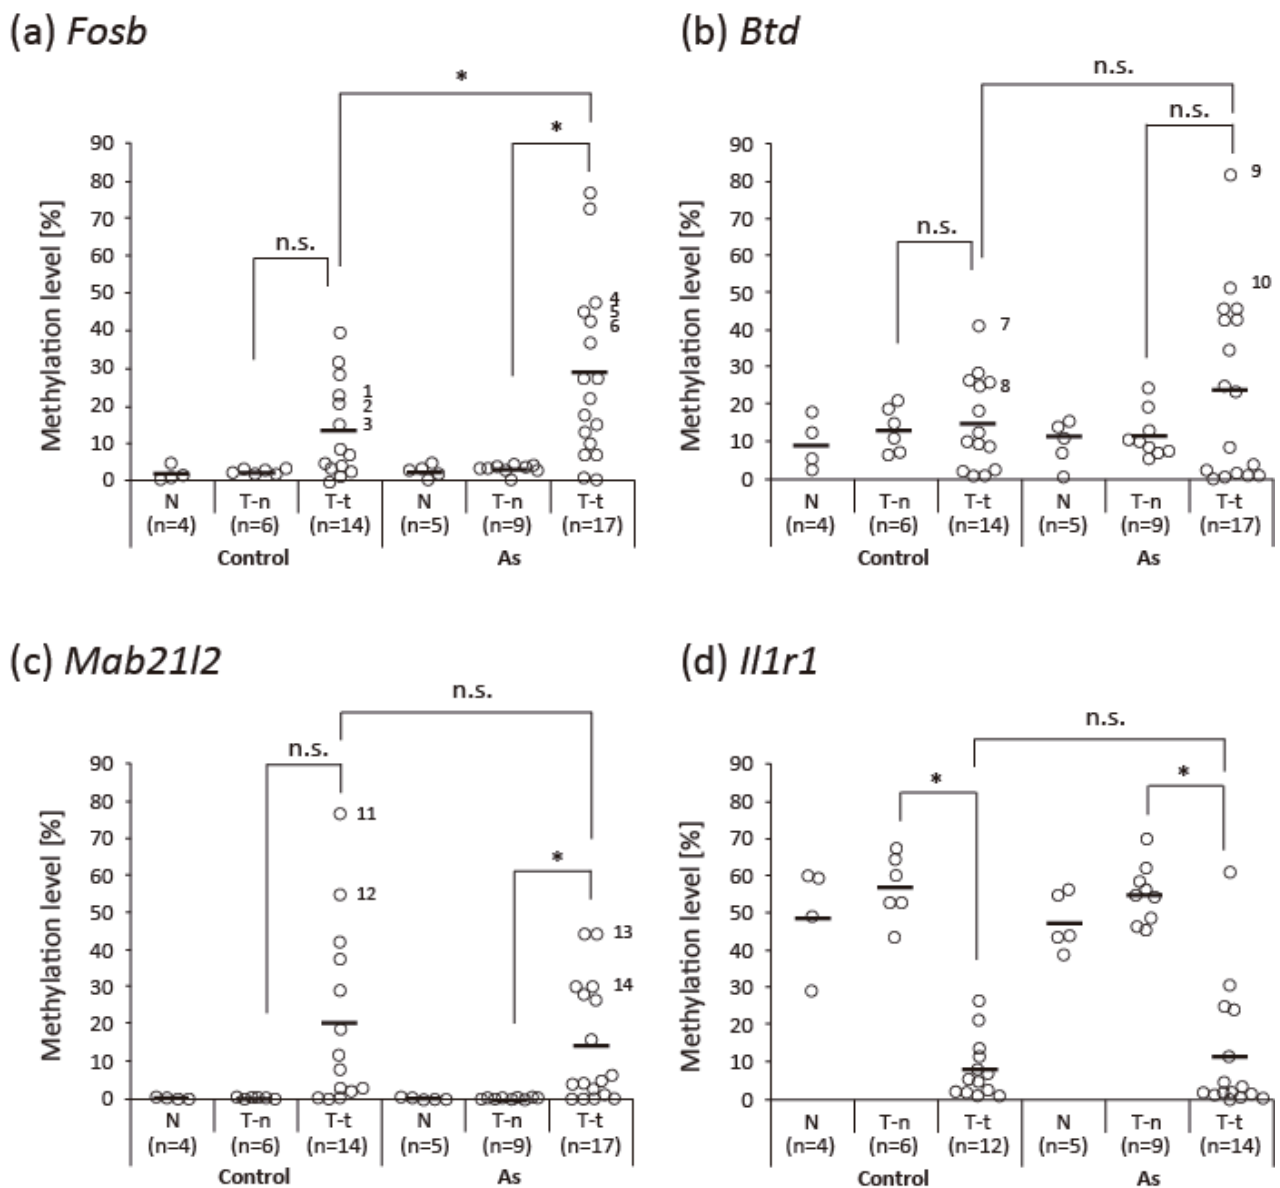 (a) Fosb
*
*
n.s.
Methylation level [%]
90
80
70
60
50
40
30
20
10
0
1
2
3
4
5
6
N T-n T-t N T-n T-t
(n=4) (n=6) (n=14) (n=5) (n=9) (n=17)
Control As
(b) Btd
n.s.
n.s.
n.s.
Methylation level [%]
90
80
70
60
50
40
30
20
10
0
7
8
9
10
N T-n T-t N T-n T-t
(n=4) (n=6) (n=14) (n=5) (n=9) (n=17)
Control As
(c) Mab21l2
n.s.
n.s.
*
Methylation level [%]
90
80
70
60
50
40
30
20
10
0
11
12
13
14
N T-n T-t N T-n T-t
(n=4) (n=6) (n=14) (n=5) (n=9) (n=17)
Control As
(d) Il1r1
n.s.
*
*
Methylation level [%]
90
80
70
60
50
40
30
20
10
0
N T-n T-t N T-n T-t
(n=4) (n=6) (n=12) (n=5) (n=9) (n=14)
Control As